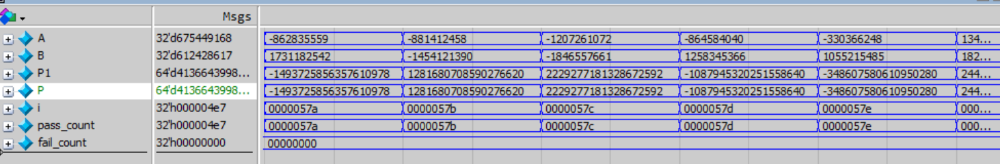 Msgs
A 32'd675449168 -862835559 -881412458 -1207261072 -864584040 -330366248 134...
B 32'd612428617 1731182542 -1454121390 -1846557661 1258345366 1055215485 182...
P1 64'd4136643998... -1493725856357610978 1281680708590276620 2229277181328672592 -1087945320251558640 -348607580610950280 244...
P 64'd4136643998... -1493725856357610978 1281680708590276620 2229277181328672592 -1087945320251558640 -348607580610950280 244...
i 32'h000004e7 0000057a 0000057b 0000057c 0000057d 0000057e 000...
pass_count 32'h000004e7 0000057a 0000057b 0000057c 0000057d 0000057e 000...
fail_count 32'h00000000 00000000